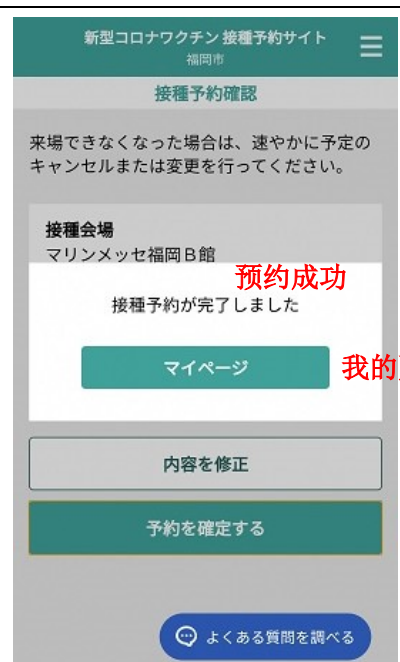 新型コロナワクチン 接種予約サイト
福岡市
接種予約確認
来場できなくなった場合は、速やかに予定の
キャンセルまたは変更を行ってください。
接種会場
マリンメッセ福岡B館
预约成功
接種予約が完了しました
マイページ
我的
内容を修正
予約を確定する
よくある質問を調べる